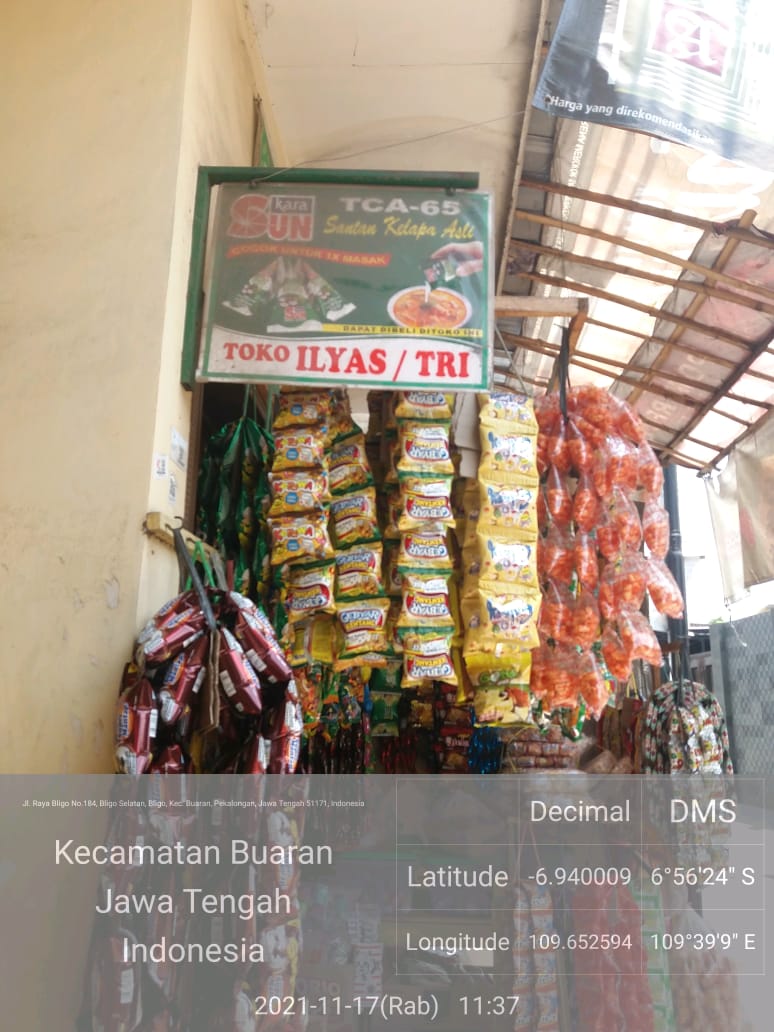 *Harga yang direkomendasikan
kara
SUN
TCA-65
Santan Kelapa Asli
COCOK UNTUK 1X MASAK
DAPAT DIBELI DITOKO INI
TOKO ILYAS / TRI
GEBYAR
KENTANG
Jl. Raya Bligo No.184, Bligo Selatan, Bligo, Kec. Buaran, Pekalongan, Jawa Tengah 51171, Indonesia
Kecamatan Buaran
Jawa Tengah
Indonesia
Decimal DMS
Latitude -6.940009 6°56'24" S
Longitude 109.652594 109°39'9" E
2021-11-17(Rab) 11:37